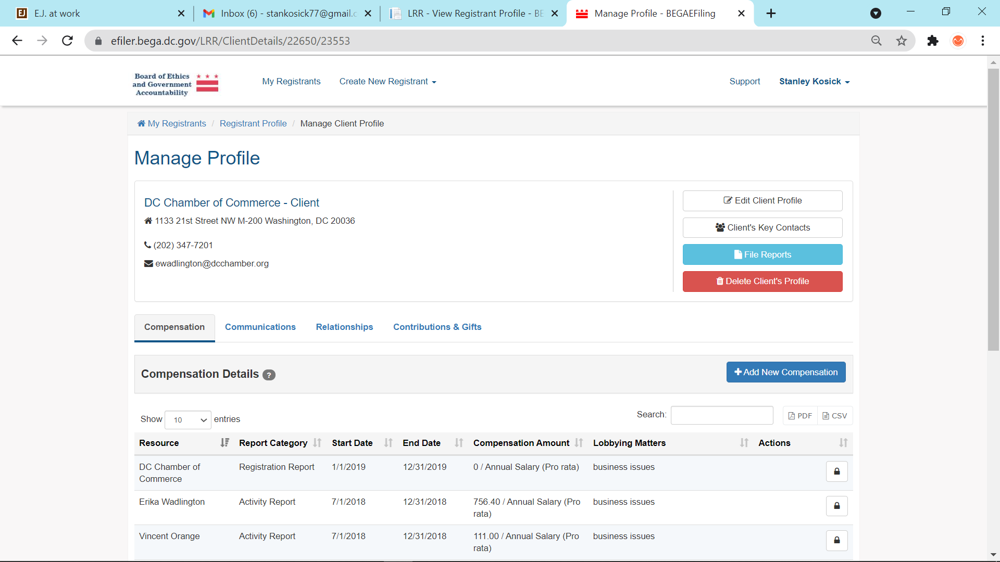 E.J. at work
Inbox (6) - stankosick77@gmail.c
LRR - View Registrant Profile - BE
Manage Profile - BEGAEFiling
efiler.bega.dc.gov/LRR/ClientDetails/22650/23553
Board of Ethics
and Government
Accountability
My Registrants
Create New Registrant
Support
Stanley Kosick
My Registrants / Registrant Profile / Manage Client Profile
Manage Profile
DC Chamber of Commerce - Client
1133 21st Street NW M-200 Washington, DC 20036
(202) 347-7201
ewadlington@dcchamber.org
Edit Client Profile
Client's Key Contacts
File Reports
Delete Client's Profile
Compensation
Communications
Relationships
Contributions & Gifts
Compensation Details ?
Add New Compensation
Show 10 entries
Search:
PDF
CSV
Resource Report Category Start Date End Date Compensation Amount Lobbying Matters Actions
DC Chamber of Registration Report 1/1/2019 12/31/2019 0 / Annual Salary (Pro rata) business issues
Commerce
Erika Wadlington Activity Report 7/1/2018 12/31/2018 756.40 / Annual Salary (Pro business issues
rata)
Vincent Orange Activity Report 7/1/2018 12/31/2018 111.00 / Annual Salary (Pro business issues
rata)